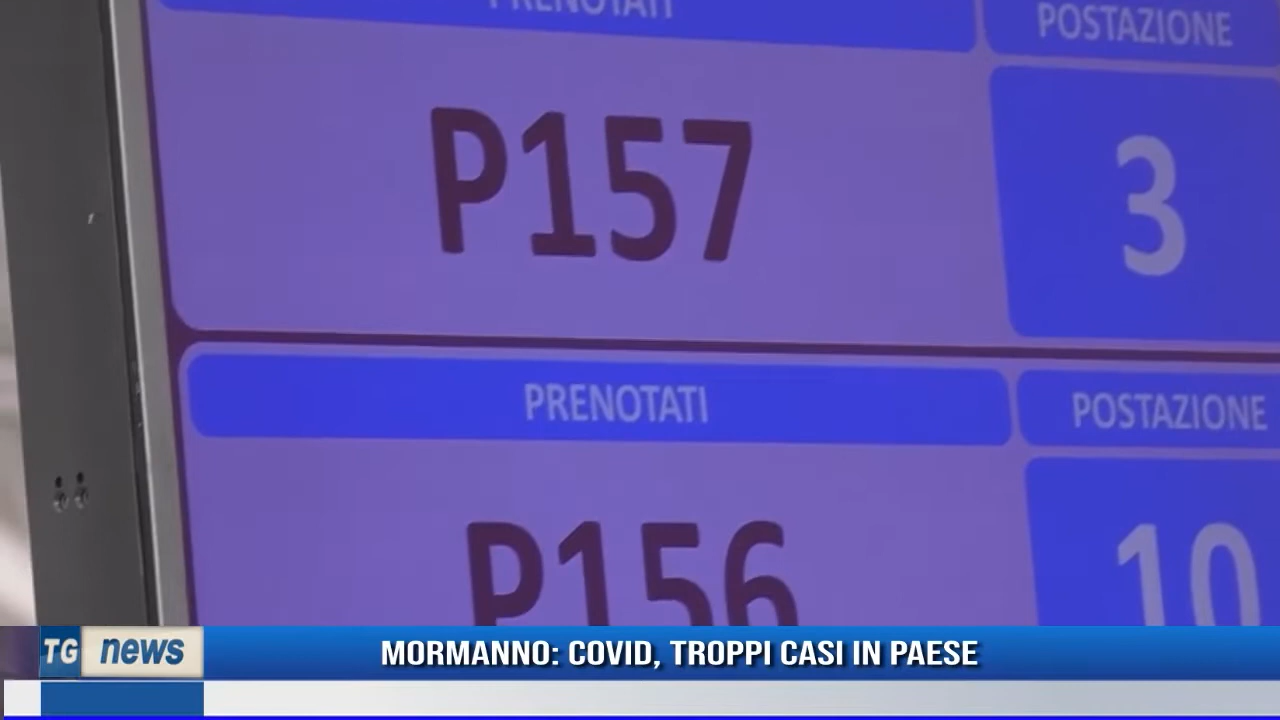 PRENOTATI POSTAZIONE
P157 3
PRENOTATI POSTAZIONE
P156 10
TG news MORMANNO: COVID, TROPPI CASI IN PAESE